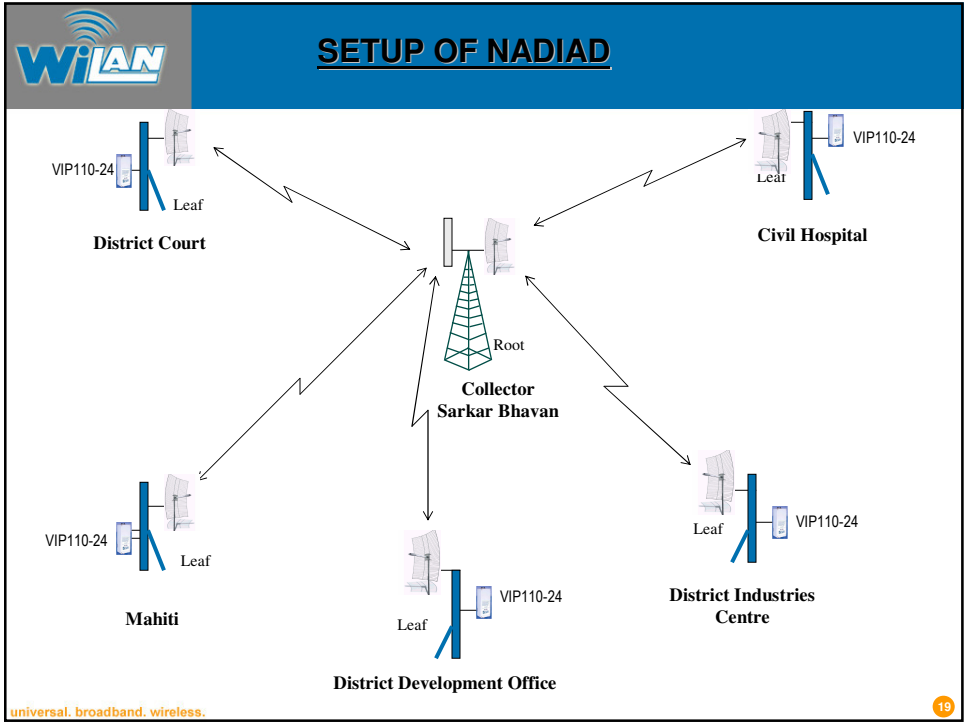 WiLAN
SETUP OF NADIAD
VIP110-24
Leaf
District Court
Leaf
VIP110-24
Civil Hospital
Root
Collector
Sarkar Bhavan
VIP110-24
Leaf
Mahiti
Leaf
VIP110-24
District Development Office
Leaf
VIP110-24
District Industries
Centre
universal. broadband. wireless.
19